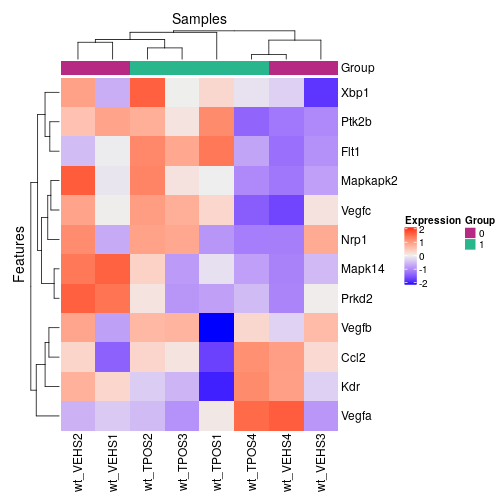 Samples
Group
Xbp1
Ptk2b
Flt1
Mapkapk2
Vegfc
Nrp1
Mapk14
Prkd2
Vegfb
Ccl2
Kdr
Vegfa
Features
wt_VEHS2
wt_VEHS1
wt_TPOS2
wt_TPOS3
wt_TPOS1
wt_TPOS4
wt_VEHS4
wt_VEHS3
Expression
2
1
0
-1
-2
Group
0
1